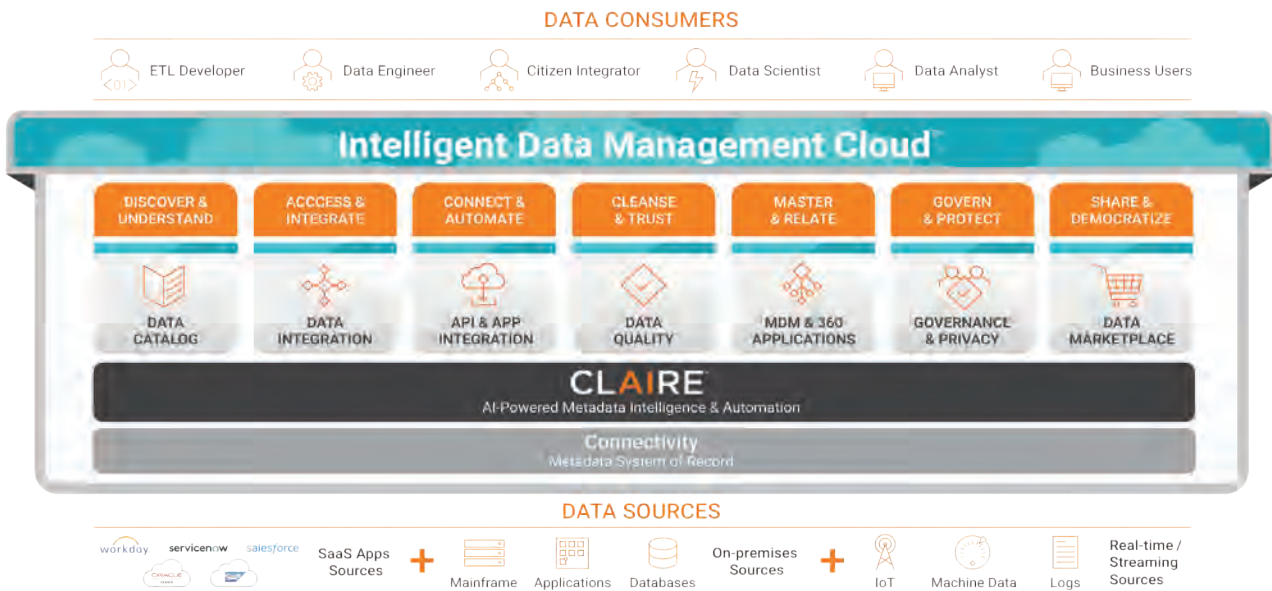 DATA CONSUMERS
<01>
ETL Developer
Data Engineer
Citizen Integrator
Data Scientist
Data Analyst
Business Users
Intelligent Data Management Cloud
DISCOVER &
UNDERSTAND
ACCCESS &
INTEGRATE
CONNECT &
AUTOMATE
CLEANSE
& TRUST
MASTER
& RELATE
GOVERN
& PROTECT
SHARE &
DEMOCRATIZE
DATA
CATALOG
DATA
INTEGRATION
API & APP
INTEGRATION
DATA
QUALITY
MDM & 360
APPLICATIONS
GOVERNANCE
& PRIVACY
DATA
MARKETPLACE
CLAIRE
AI-Powered Metadata Intelligence & Automation
Connectivity
Metadata System of Record
DATA SOURCES
workday
servicenow
salesforce
ORACLE
SaaS Apps
Sources
+
Mainframe
Applications
Databases
On-premises
Sources
+
IoT
Machine Data
Logs
Real-time /
Streaming
Sources